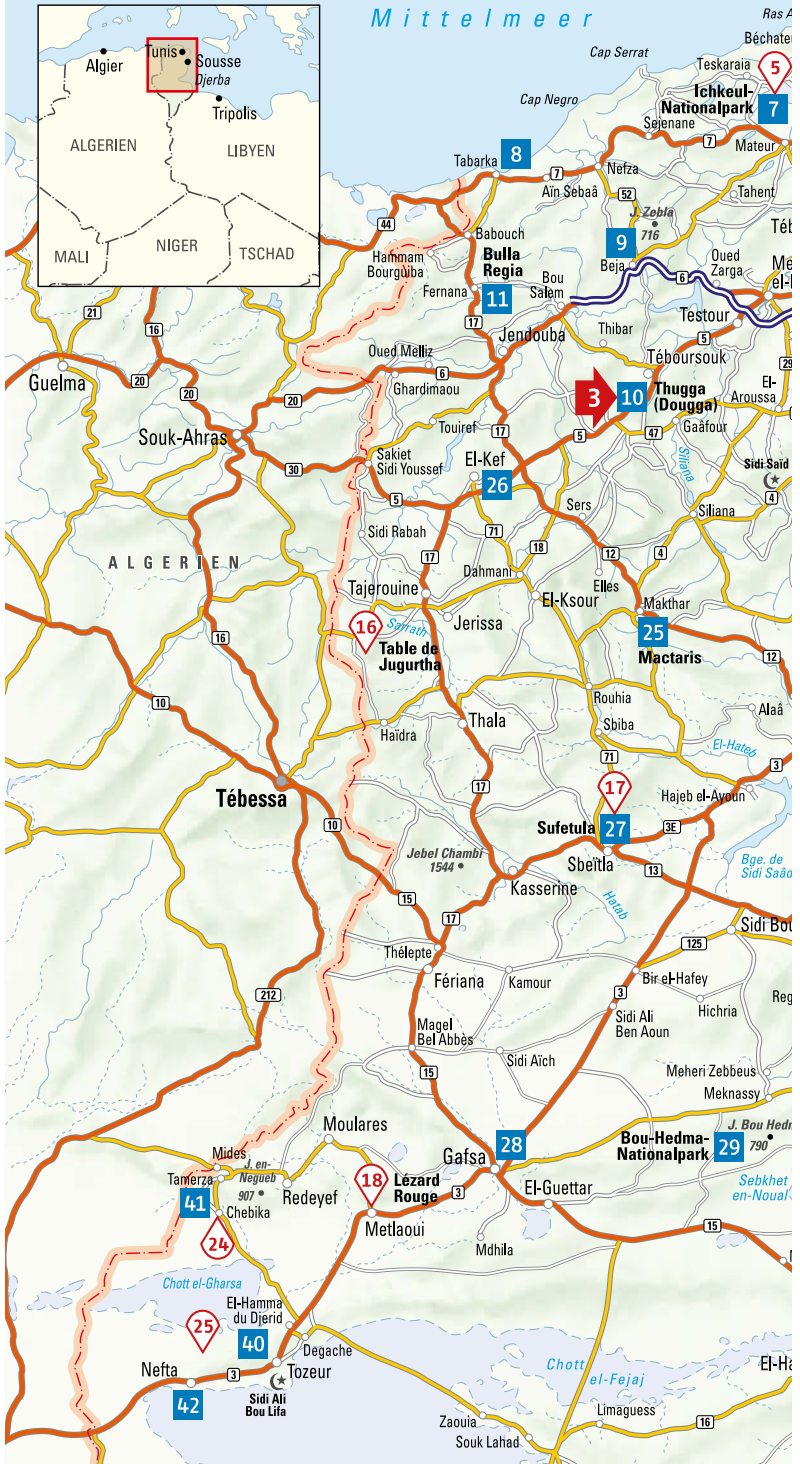 Mittelmeer
Ras A
Béchateu
Cap Serrat
Teskaraia
5
Tunis
Algier
Sousse
Djerba
Tripolis
ALGERIEN
LIBYEN
MALI
NIGER
TSCHAD
Cap Negro
Ichkeul-
Nationalpark
7
Sejenane
7
Mateur
8
Tabarka
7
Nefza
Aïn Sebaâ
52
Tahent
J. Zebla
716
44
Babouch
Hammam
Bourguiba
Bulla
Regia
9
Beja
Téb
Oued
Zarga
6
Me
el-
Fernana
11
Bou
Salem
21
16
17
Thibar
Testour
5
Jendouba
Oued Melliz
6
Téboursouk
Guelma
20
20
20
Ghardimaou
3
10
Thugga
(Dougga)
29
El-
Aroussa
Souk-Ahras
Touiref
17
47
Gaâfour
5
30
Sakiet
Sidi Youssef
El-Kef
26
Siliana
Sidi Saïd
5
Sers
4
Siliana
Sidi Rabah
71
18
12
4
ALGERIEN
17
Dahmani
Elles
Tajerouine
El-Ksour
Makthar
16
Sarrath
Jerissa
25
Mactaris
16
Table de
Jugurtha
12
10
Rouhia
Alaâ
Haïdra
Thala
Sbiba
El-Hateb
71
3
Tébessa
17
17
Hajeb el-Ayoun
10
Sufetula
27
3E
Jebel Chambi
1544
Sbeïtla
Bge. de
Sidi Saâd
Kasserine
13
15
Hatab
17
Sidi Bou
125
Thélepte
Fériana
Kamour
Bir el-Hafey
212
3
Hichria
Reg
Magel
Bel Abbès
Sidi Ali
Ben Aoun
Sidi Aïch
15
Meheri Zebbeus
Meknassy
Moulares
28
J. Bou Hedm
790
Mides
J. en-
Negueb
907
Gafsa
Bou-Hedma-
Nationalpark
29
Tamerza
18
Lézard
Rouge
Sebkhet
en-Noual
41
Redeyef
3
El-Guettar
Chebika
Metlaoui
15
24
Mdhila
Chott el-Gharsa
El-Hamma
du Djerid
25
40
Degache
Chott
el-Fejaj
El-Ha
Nefta
3
Tozeur
42
Sidi Ali
Bou Lifa
Limaguess
Zaouia
16
Souk Lahad